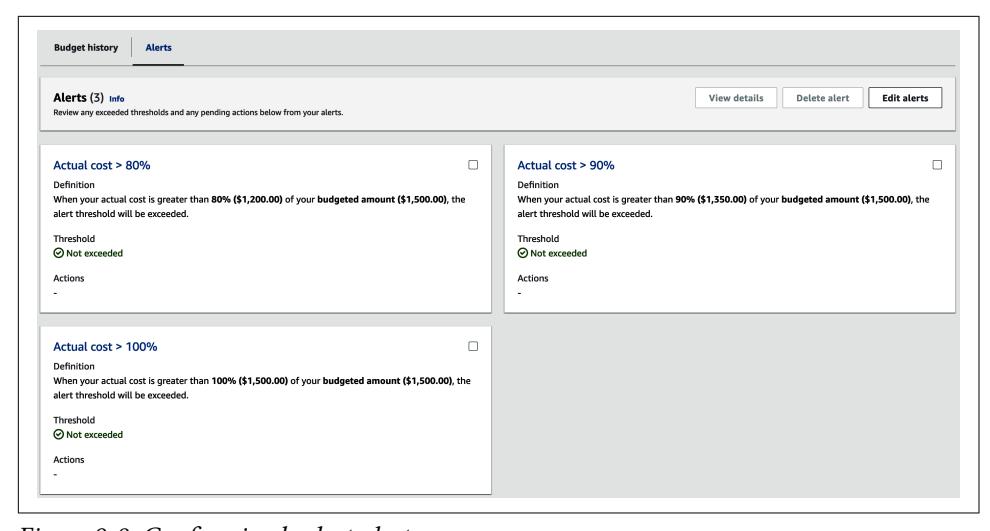 Budget history
Alerts
Alerts (3) Info
Review any exceeded thresholds and any pending actions below from your alerts.
View details
Delete alert
Edit alerts
Actual cost > 80%
Definition
When your actual cost is greater than 80% ($1,200.00) of your budgeted amount ($1,500.00), the
alert threshold will be exceeded.
Threshold
Not exceeded
Actions
-
Actual cost > 90%
Definition
When your actual cost is greater than 90% ($1,350.00) of your budgeted amount ($1,500.00), the
alert threshold will be exceeded.
Threshold
Not exceeded
Actions
-
Actual cost > 100%
Definition
When your actual cost is greater than 100% ($1,500.00) of your budgeted amount ($1,500.00), the
alert threshold will be exceeded.
Threshold
Not exceeded
Actions
-